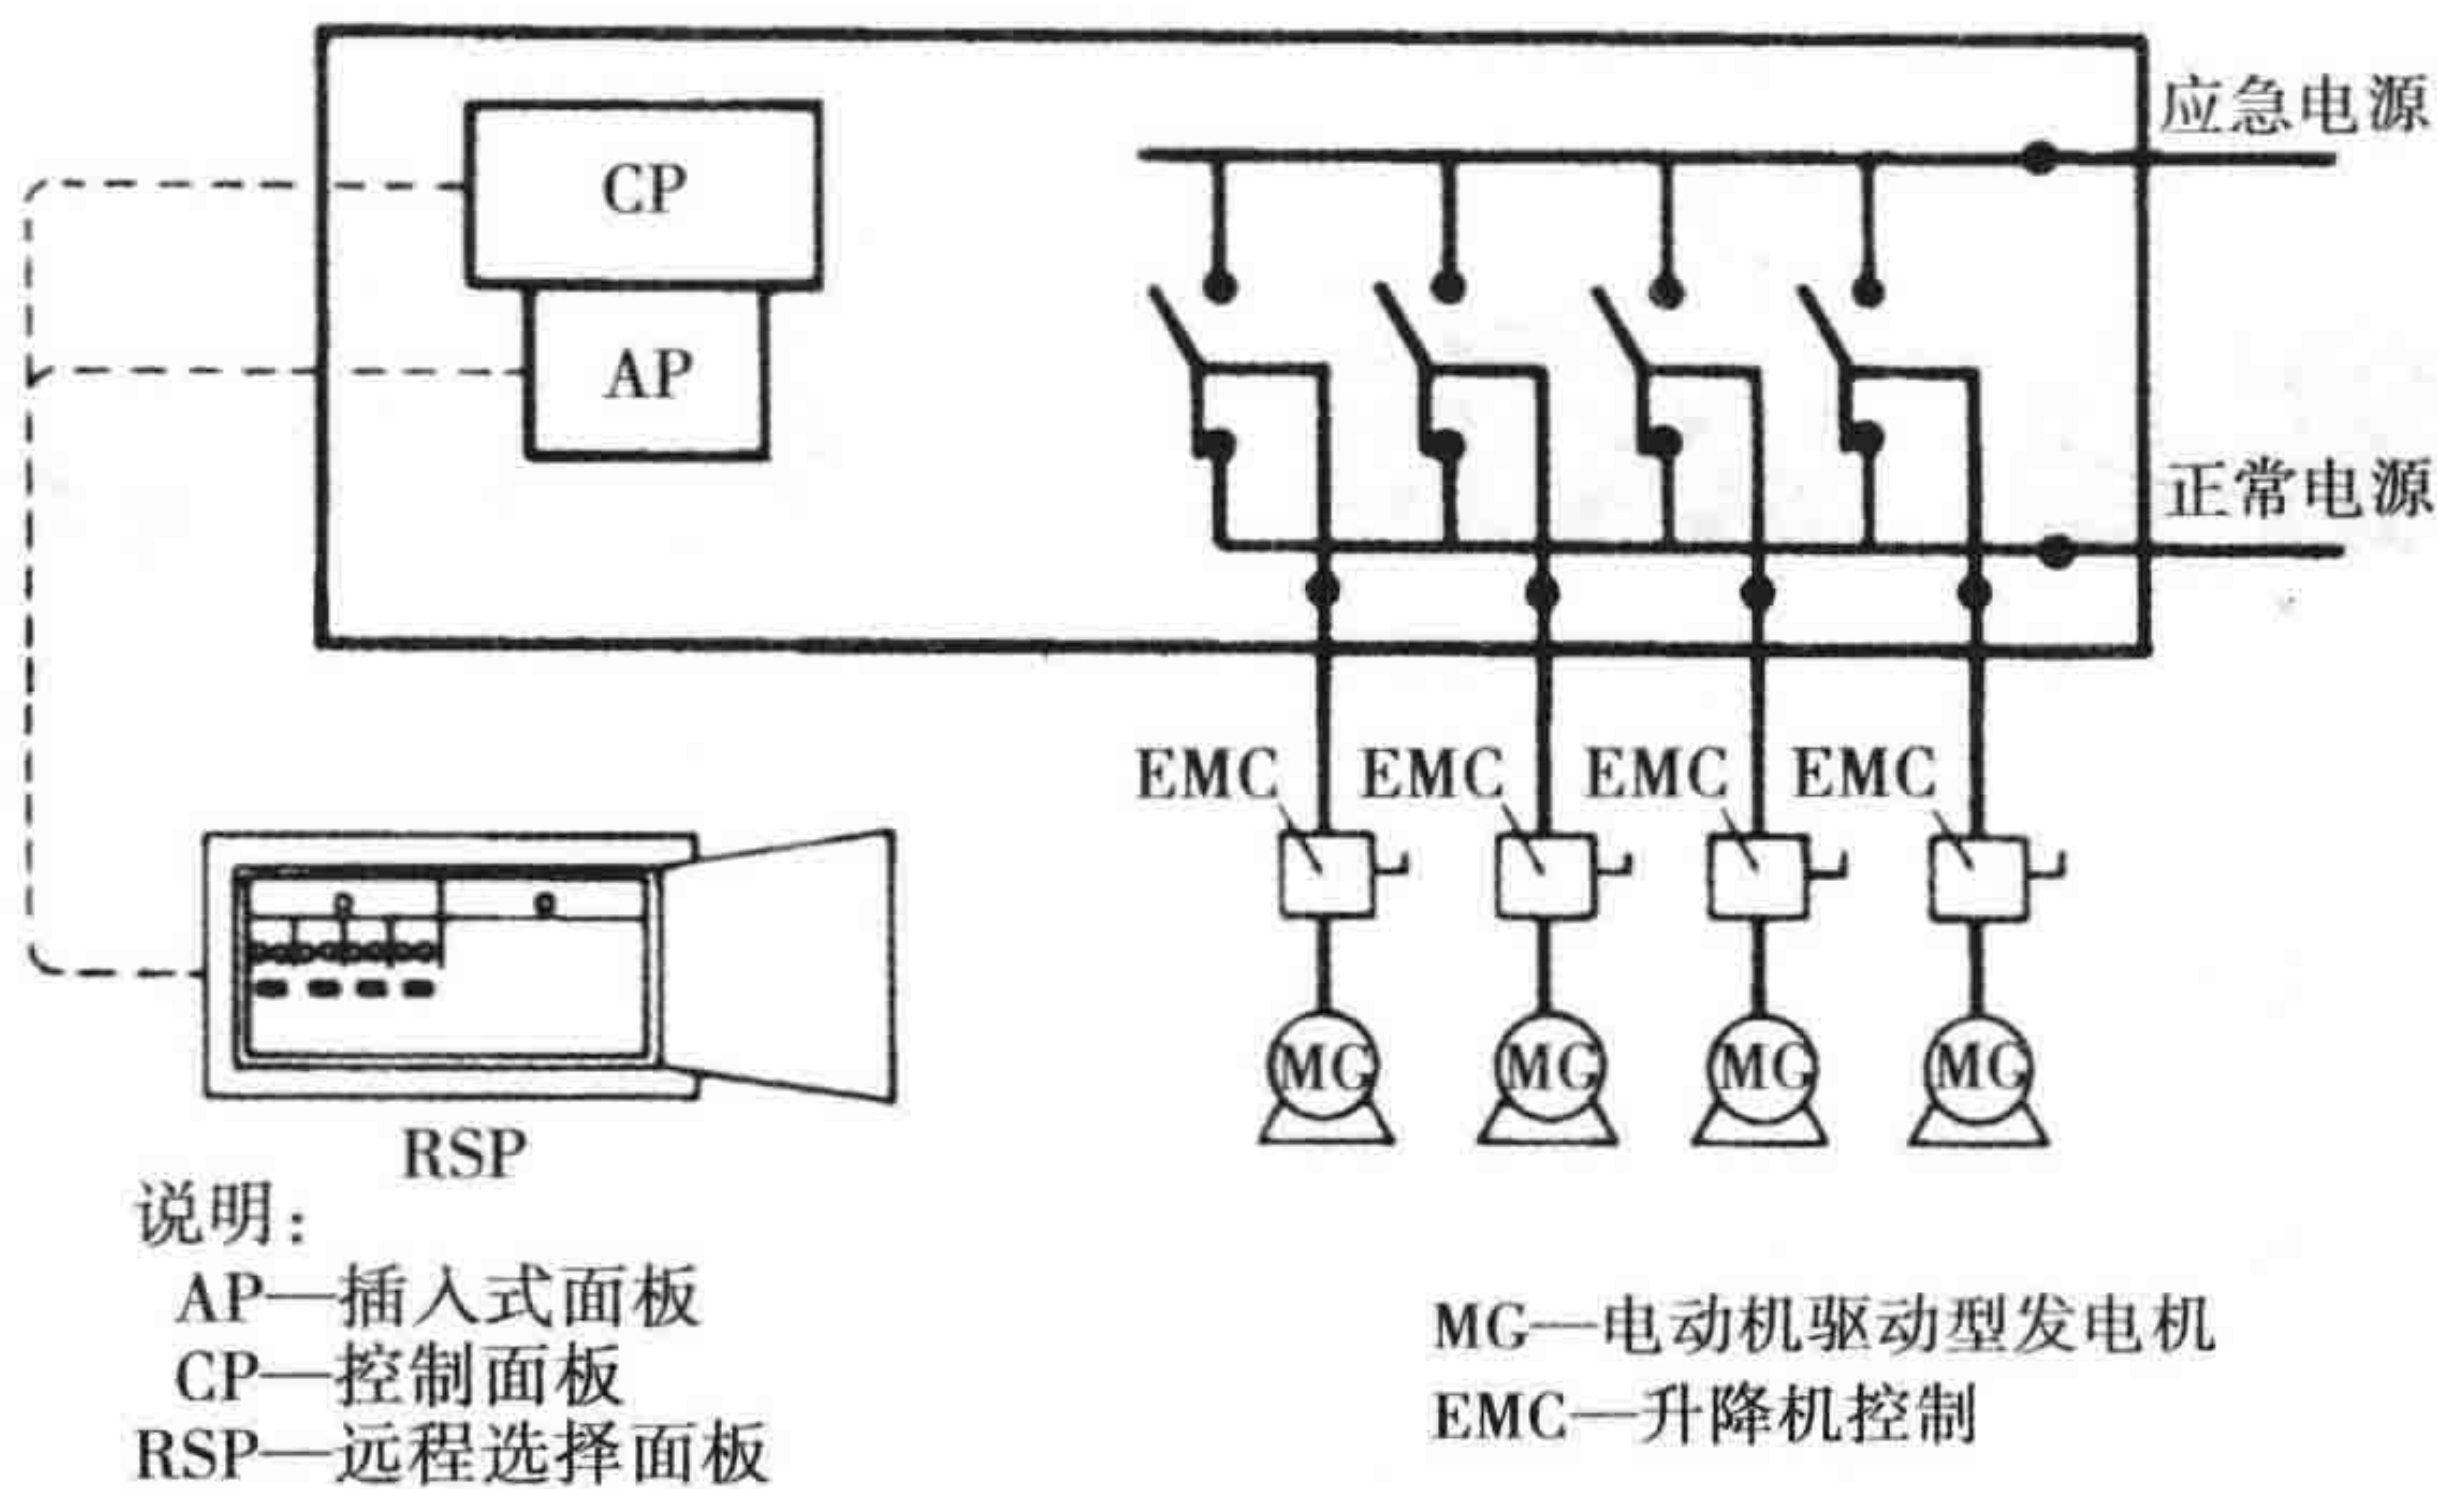 应急电源
CP
AP
正常电源
EMC EMC EMC EMC
MG MG MG MG
RSP
说明：
AP—插入式面板
CP—控制面板
RSP—远程选择面板
MG—电动机驱动型发电机
EMC—升降机控制